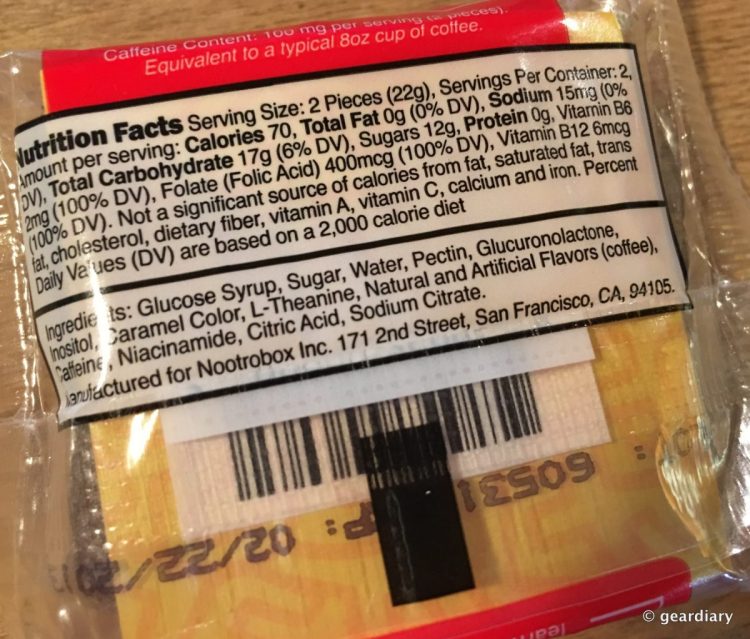 Caffeine Content: 100 mg per serving (2 pieces).
Equivalent to a typical 8oz cup of coffee.
Nutrition Facts Serving Size: 2 Pieces (22g), Servings Per Container: 2,
Amount per serving: Calories 70, Total Fat 0g (0% DV), Sodium 15mg (0%
DV), Total Carbohydrate 17g (6% DV), Sugars 12g, Protein 0g, Vitamin B6
2mg (100% DV), Folate (Folic Acid) 400mcg (100% DV), Vitamin B12 6mcg
(100% DV). Not a significant source of calories from fat, saturated fat, trans
fat, cholesterol, dietary fiber, vitamin A, vitamin C, calcium and iron. Percent
Daily Values (DV) are based on a 2,000 calorie diet
Ingredients: Glucose Syrup, Sugar, Water, Pectin, Glucuronolactone,
Inositol, Caramel Color, L-Theanine, Natural and Artificial Flavors (coffee),
Caffeine, Niacinamide, Citric Acid, Sodium Citrate.
Manufactured for Nootrobox Inc. 171 2nd Street, San Francisco, CA, 94105.
60531
02/22/20
learn
© geardiary